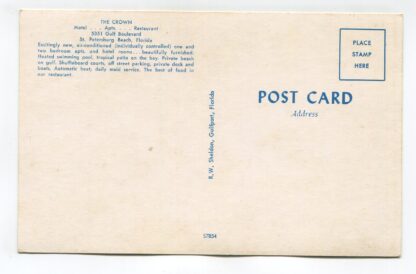 THE CROWN
Motel . . . Apts. . . . Restaurant
5051 Gulf Boulevard
St. Petersburg Beach, Florida
Excitingly new, air-conditioned (individually controlled) one and
two bedroom apts. and hotel rooms . . . beautifully furnished.
Heated swimming pool, tropical patio on the bay. Private beach
on gulf. Shuffleboard courts, off street parking, private dock and
boats. Automatic heat, daily maid service. The best of food in
our restaurant.
R. W. Sheldon, Gulfport, Florida
57854
PLACE
STAMP
HERE
POST CARD
Address